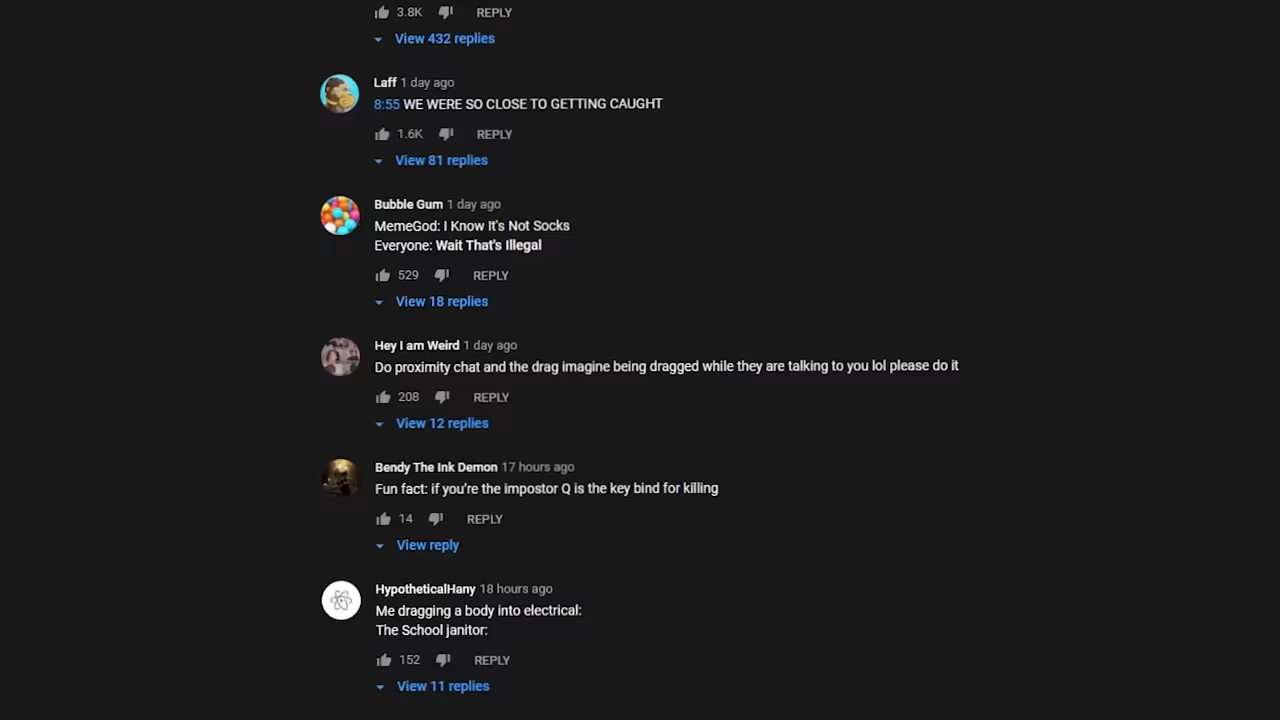 3.8K REPLY
View 432 replies
Laff 1 day ago
8:55 WE WERE SO CLOSE TO GETTING CAUGHT
1.6K REPLY
View 81 replies
Bubble Gum 1 day ago
MemeGod: I Know It's Not Socks
Everyone: Wait That's Illegal
529 REPLY
View 18 replies
Hey I am Weird 1 day ago
Do proximity chat and the drag imagine being dragged while they are talking to you lol please do it
208 REPLY
View 12 replies
Bendy The Ink Demon 17 hours ago
Fun fact: if you're the impostor Q is the key bind for killing
14 REPLY
View reply
HypotheticalHany 18 hours ago
Me dragging a body into electrical:
The School janitor:
152 REPLY
View 11 replies